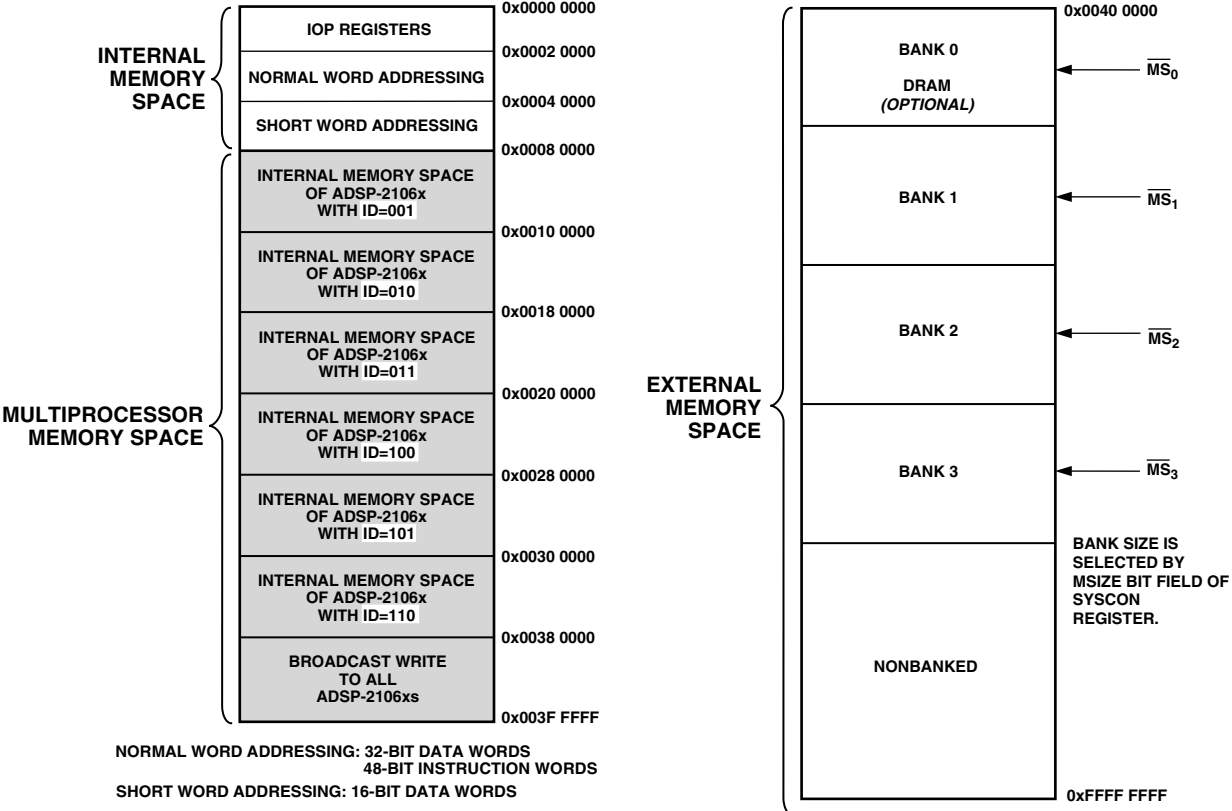 0x0000 0000
IOP REGISTERS
0x0002 0000
INTERNAL
MEMORY
SPACE
NORMAL WORD ADDRESSING
0x0004 0000
SHORT WORD ADDRESSING
0x0008 0000
INTERNAL MEMORY SPACE
OF ADSP-2106x
WITH ID=001
0x0010 0000
INTERNAL MEMORY SPACE
OF ADSP-2106x
WITH ID=010
0x0018 0000
INTERNAL MEMORY SPACE
OF ADSP-2106x
WITH ID=011
0x0020 0000
MULTIPROCESSOR
MEMORY SPACE
INTERNAL MEMORY SPACE
OF ADSP-2106x
WITH ID=100
0x0028 0000
INTERNAL MEMORY SPACE
OF ADSP-2106x
WITH ID=101
0x0030 0000
INTERNAL MEMORY SPACE
OF ADSP-2106x
WITH ID=110
0x0038 0000
BROADCAST WRITE
TO ALL
ADSP-2106xs
0x003F FFFF
NORMAL WORD ADDRESSING: 32-BIT DATA WORDS
48-BIT INSTRUCTION WORDS
SHORT WORD ADDRESSING: 16-BIT DATA WORDS
0x0040 0000
BANK 0
DRAM
(OPTIONAL)
MS0
BANK 1
MS1
BANK 2
MS2
EXTERNAL
MEMORY
SPACE
BANK 3
MS3
BANK SIZE IS
SELECTED BY
MSIZE BIT FIELD OF
SYSCON
REGISTER.
NONBANKED
0xFFFF FFFF